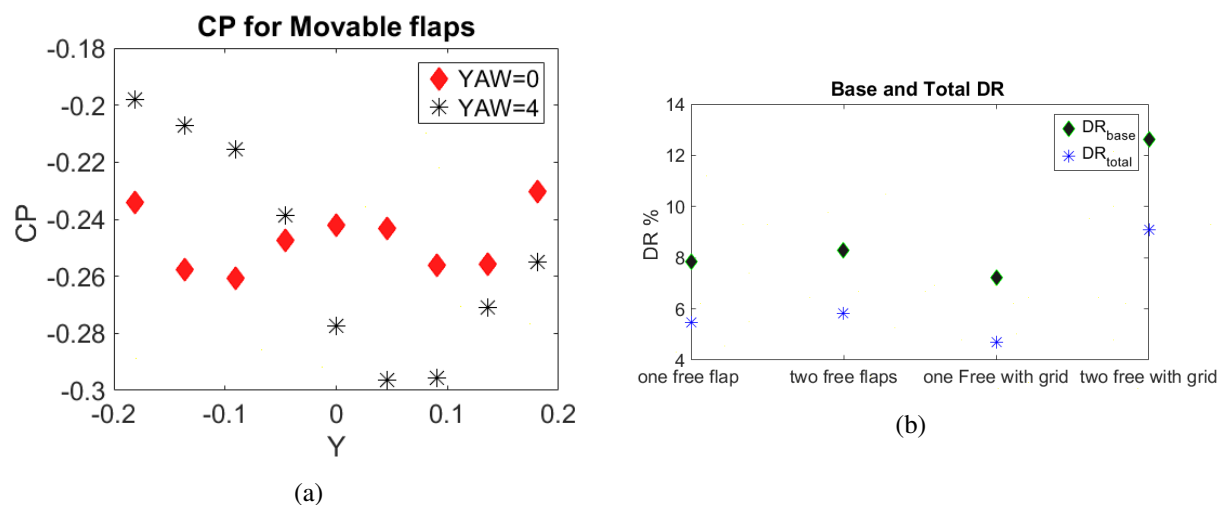 CP for Movable flaps
-0.18
-0.2
-0.22
-0.24
-0.26
-0.28
-0.3
CP
YAW=0
YAW=4
-0.2 -0.1 0 0.1 0.2
Y
(a)
Base and Total DR
14
12
10
8
6
4
DR %
DRbase
DRtotal
one free flap two free flaps one Free with grid two free with grid
(b)